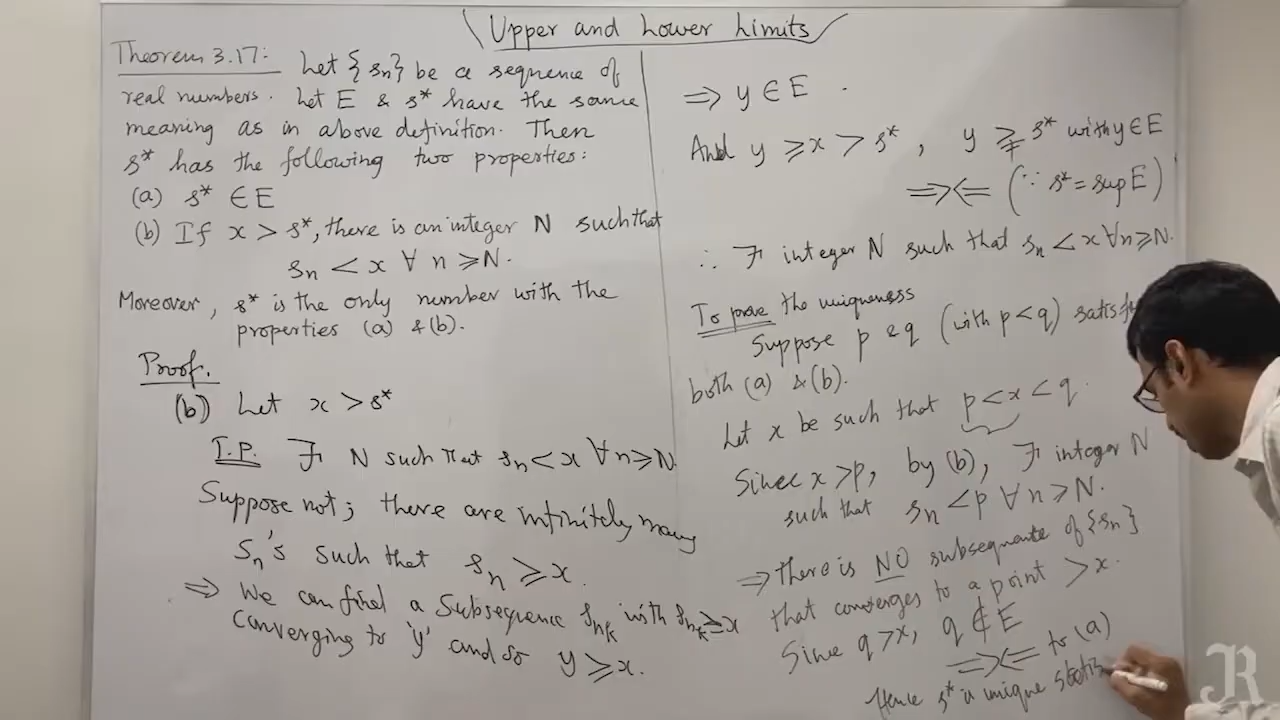 Upper and Lower Limits
Theorem 3.17: Let {sn} be a sequence of
real numbers. Let E & s* have the same
meaning as in above definition. Then
s* has the following two properties:
(a) s* ∈ E
(b) If x > s*, there is an integer N such that
sn < x ∀ n ⩾ N.
Moreover, s* is the only number with the
properties (a) & (b).
Proof.
(b) Let x > s*
T.P. ∃ N such that sn < x ∀ n ⩾ N.
Suppose not; there are infinitely many
Sn's such that sn ⩾ x.
⇒ We can find a Subsequence snk with snk ⩾ x
Converging to 'y' and so y ⩾ x.
⇒ y ∈ E.
And y ⩾ x > s*, y ⪈ s* with y ∈ E
⇒⇐ (∵ s* = sup E)
∴ ∃ integer N such that sn < x ∀ n ⩾ N.
To prove the uniqueness
Suppose p & q (with p < q) satisf
both (a) & (b).
Let x be such that p < x < q.
Since x > p, by (b), ∃ integer N
such that sn < p ∀ n ⩾ N.
⇒ there is NO subsequence of {sn}
that converges to a point > x.
Since q > x, q ∉ E
⇒⇐ to (a)
Hence s* is unique satis
R